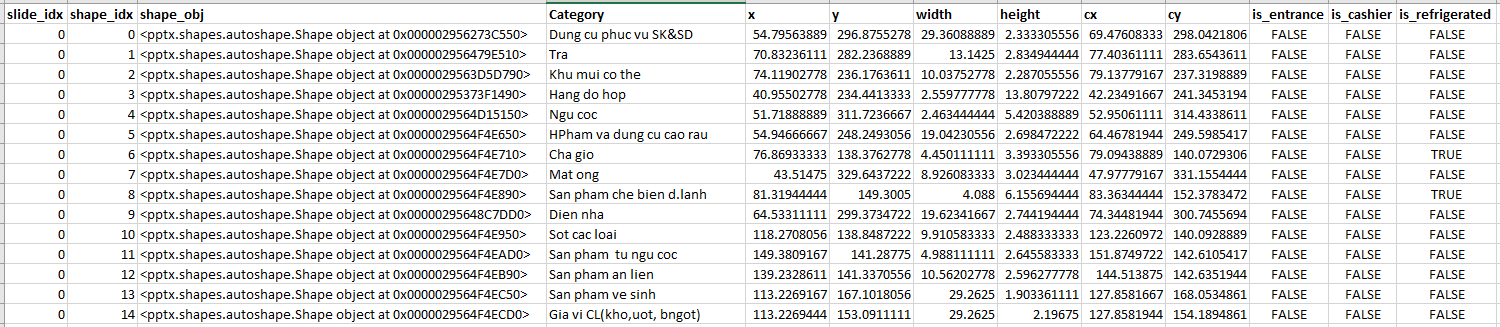 slide_idx shape_idx shape_obj Category x y width height cx cy is_entrance is_cashier is_refrigerated
0 0 <pptx.shapes.autoshape.Shape object at 0x000002956273C550> Dung cu phuc vu SK&SD 54.79563889 296.8755278 29.36088889 2.333305556 69.47608333 298.0421806 FALSE FALSE FALSE
0 1 <pptx.shapes.autoshape.Shape object at 0x000002956479E510> Tra 70.83236111 282.2368889 13.1425 2.834944444 77.40361111 283.6543611 FALSE FALSE FALSE
0 2 <pptx.shapes.autoshape.Shape object at 0x000029563D5D790> Khu mui co the 74.11902778 236.1763611 10.03752778 2.287055556 79.13779167 237.3198889 FALSE FALSE FALSE
0 3 <pptx.shapes.autoshape.Shape object at 0x00000295373F1490> Hang do hop 40.95502778 234.4413333 2.559777778 13.80797222 42.23491667 241.3453194 FALSE FALSE FALSE
0 4 <pptx.shapes.autoshape.Shape object at 0x0000029564D15150> Ngu coc 51.71888889 311.7236667 2.463444444 5.420388889 52.95061111 314.4338611 FALSE FALSE FALSE
0 5 <pptx.shapes.autoshape.Shape object at 0x0000029564F4E650> HPham va dung cu cao rau 54.94666667 248.2493056 19.04230556 2.698472222 64.46781944 249.5985417 FALSE FALSE FALSE
0 6 <pptx.shapes.autoshape.Shape object at 0x0000029564F4E710> Cha gio 76.86933333 138.3762778 4.450111111 3.393305556 79.09438889 140.0729306 FALSE FALSE TRUE
0 7 <pptx.shapes.autoshape.Shape object at 0x0000029564F4E7D0> Mat ong 43.51475 329.6437222 8.926083333 3.023444444 47.97779167 331.1554444 FALSE FALSE FALSE
0 8 <pptx.shapes.autoshape.Shape object at 0x0000029564F4E890> San pham che bien d.lanh 81.31944444 149.3005 4.088 6.155694444 83.36344444 152.3783472 FALSE FALSE TRUE
0 9 <pptx.shapes.autoshape.Shape object at 0x00000295648C7DD0> Dien nha 64.53311111 299.3734722 19.62341667 2.744194444 74.34481944 300.7455694 FALSE FALSE FALSE
0 10 <pptx.shapes.autoshape.Shape object at 0x0000029564F4E950> Sot cac loai 118.2708056 138.8487222 9.910583333 2.488333333 123.2260972 140.0928889 FALSE FALSE FALSE
0 11 <pptx.shapes.autoshape.Shape object at 0x0000029564F4EAD0> San pham  tu ngu coc 149.3809167 141.28775 4.988111111 2.645583333 151.8749722 142.6105417 FALSE FALSE FALSE
0 12 <pptx.shapes.autoshape.Shape object at 0x0000029564F4EB90> San pham an lien 139.2328611 141.3370556 10.56202778 2.596277778 144.513875 142.6351944 FALSE FALSE FALSE
0 13 <pptx.shapes.autoshape.Shape object at 0x0000029564F4EC50> San pham ve sinh 113.2269167 167.1018056 29.2625 1.903361111 127.8581667 168.0534861 FALSE FALSE FALSE
0 14 <pptx.shapes.autoshape.Shape object at 0x0000029564F4ECD0> Gia vi CL(kho,uot, bngot) 113.2269444 153.0911111 29.2625 2.19675 127.8581944 154.1894861 FALSE FALSE FALSE